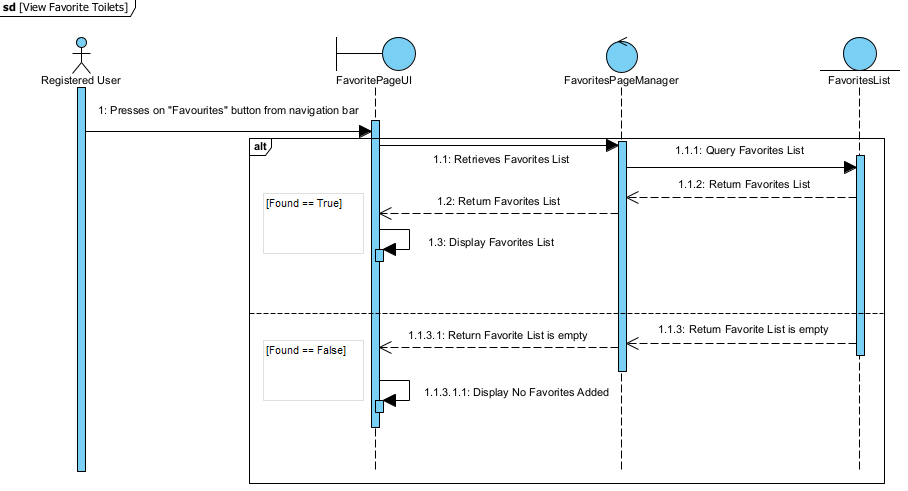 sd [View Favorite Toilets]
Registered User
FavoritePageUI
FavoritesPageManager
FavoritesList
1: Presses on "Favourites" button from navigation bar
alt
1.1: Retrieves Favorites List
1.1.1: Query Favorites List
1.1.2: Return Favorites List
[Found == True]
1.2: Return Favorites List
1.3: Display Favorites List
1.1.3: Return Favorite List is empty
1.1.3.1: Return Favorite List is empty
[Found == False]
1.1.3.1.1: Display No Favorites Added